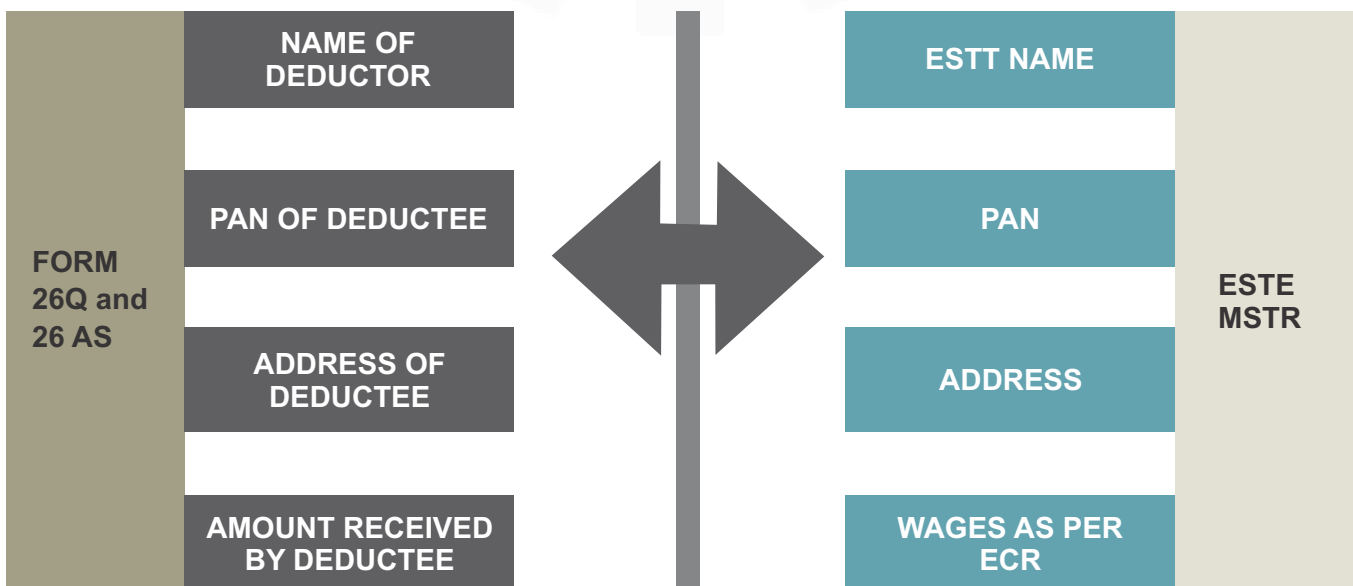 FORM
26Q and
26 AS
NAME OF
DEDUCTOR
PAN OF DEDUCTEE
ADDRESS OF
DEDUCTEE
AMOUNT RECEIVED
BY DEDUCTEE
ESTT NAME
PAN
ADDRESS
WAGES AS PER
ECR
ESTE
MSTR